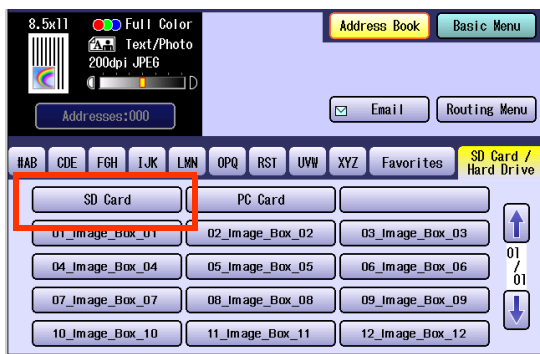 8.5x11 Full Color
Text/Photo
200dpi JPEG
Addresses:000
Address Book Basic Menu
Email Routing Menu
#AB CDE FGH IJK LMN OPQ RST UVW XYZ Favorites SD Card /
Hard Drive
SD Card PC Card
01_Image_Box_01 02_Image_Box_02 03_Image_Box_03
04_Image_Box_04 05_Image_Box_05 06_Image_Box_06
07_Image_Box_07 08_Image_Box_08 09_Image_Box_09
10_Image_Box_10 11_Image_Box_11 12_Image_Box_12
01
/
01